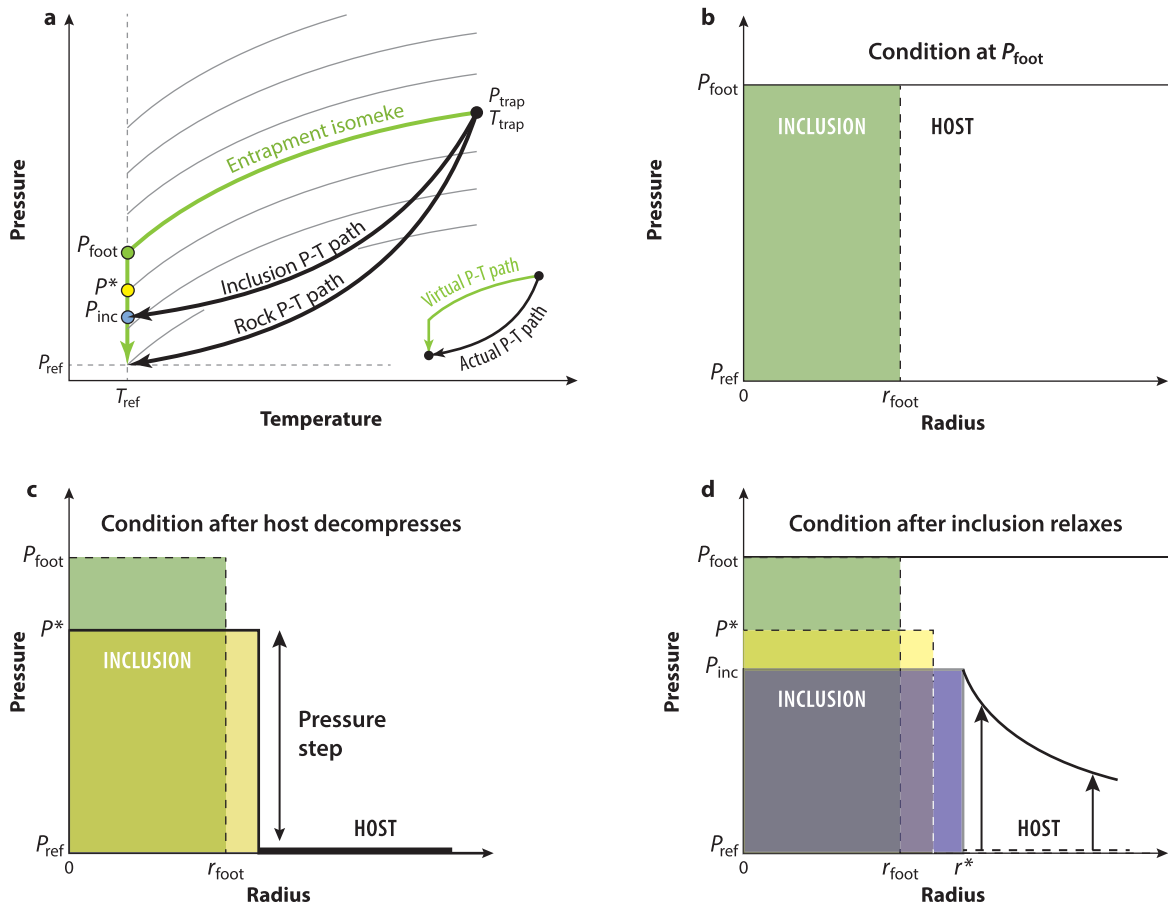 a
Pressure
P_trap
T_trap
Entrapment isomeke
P_foot
P*
P_inc
Inclusion P-T path
Rock P-T path
Virtual P-T path
Actual P-T path
P_ref
T_ref
Temperature
b
Condition at P_foot
P_foot
INCLUSION
HOST
Pressure
P_ref
0
r_foot
Radius
c
Condition after host decompresses
P_foot
P*
INCLUSION
Pressure
Pressure
step
HOST
P_ref
0
r_foot
Radius
d
Condition after inclusion relaxes
P_foot
P*
P_inc
INCLUSION
Pressure
HOST
P_ref
0
r_foot
r*
Radius